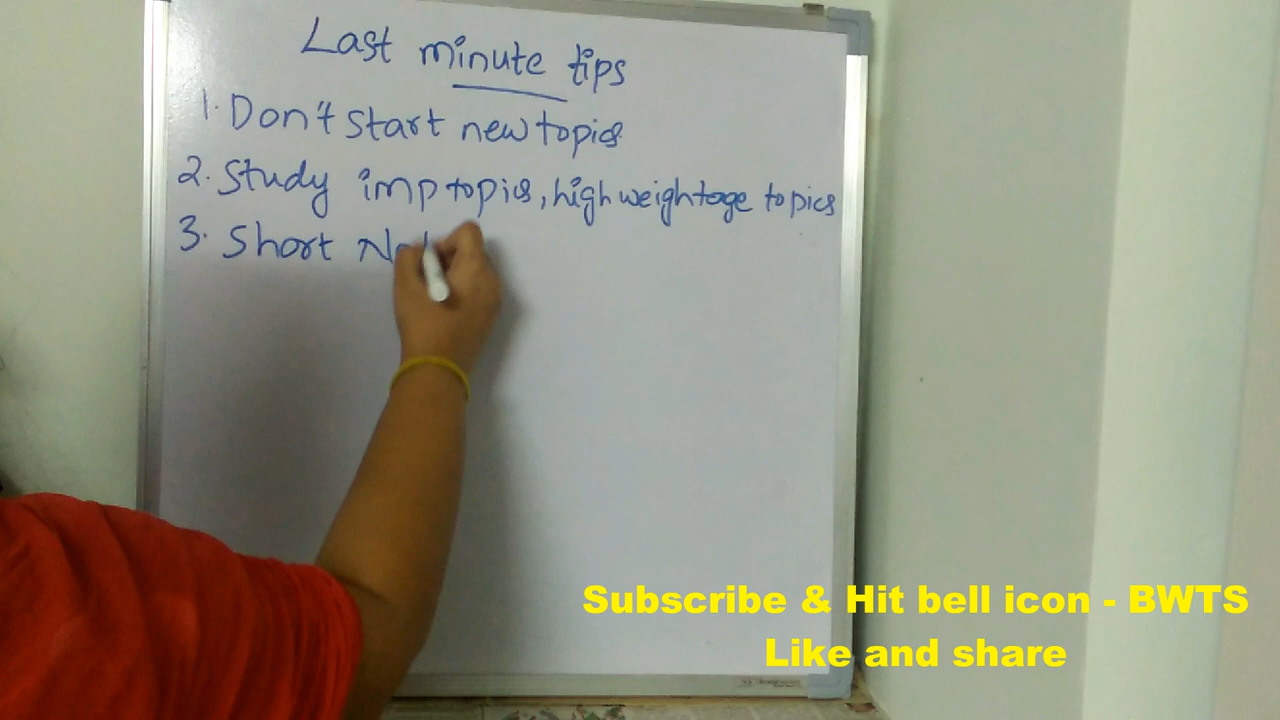 Last minute tips
1. Don't start new topics
2. Study imp topics, high weightage topics
3. Short
Subscribe & Hit bell icon - BWTS
Like and share